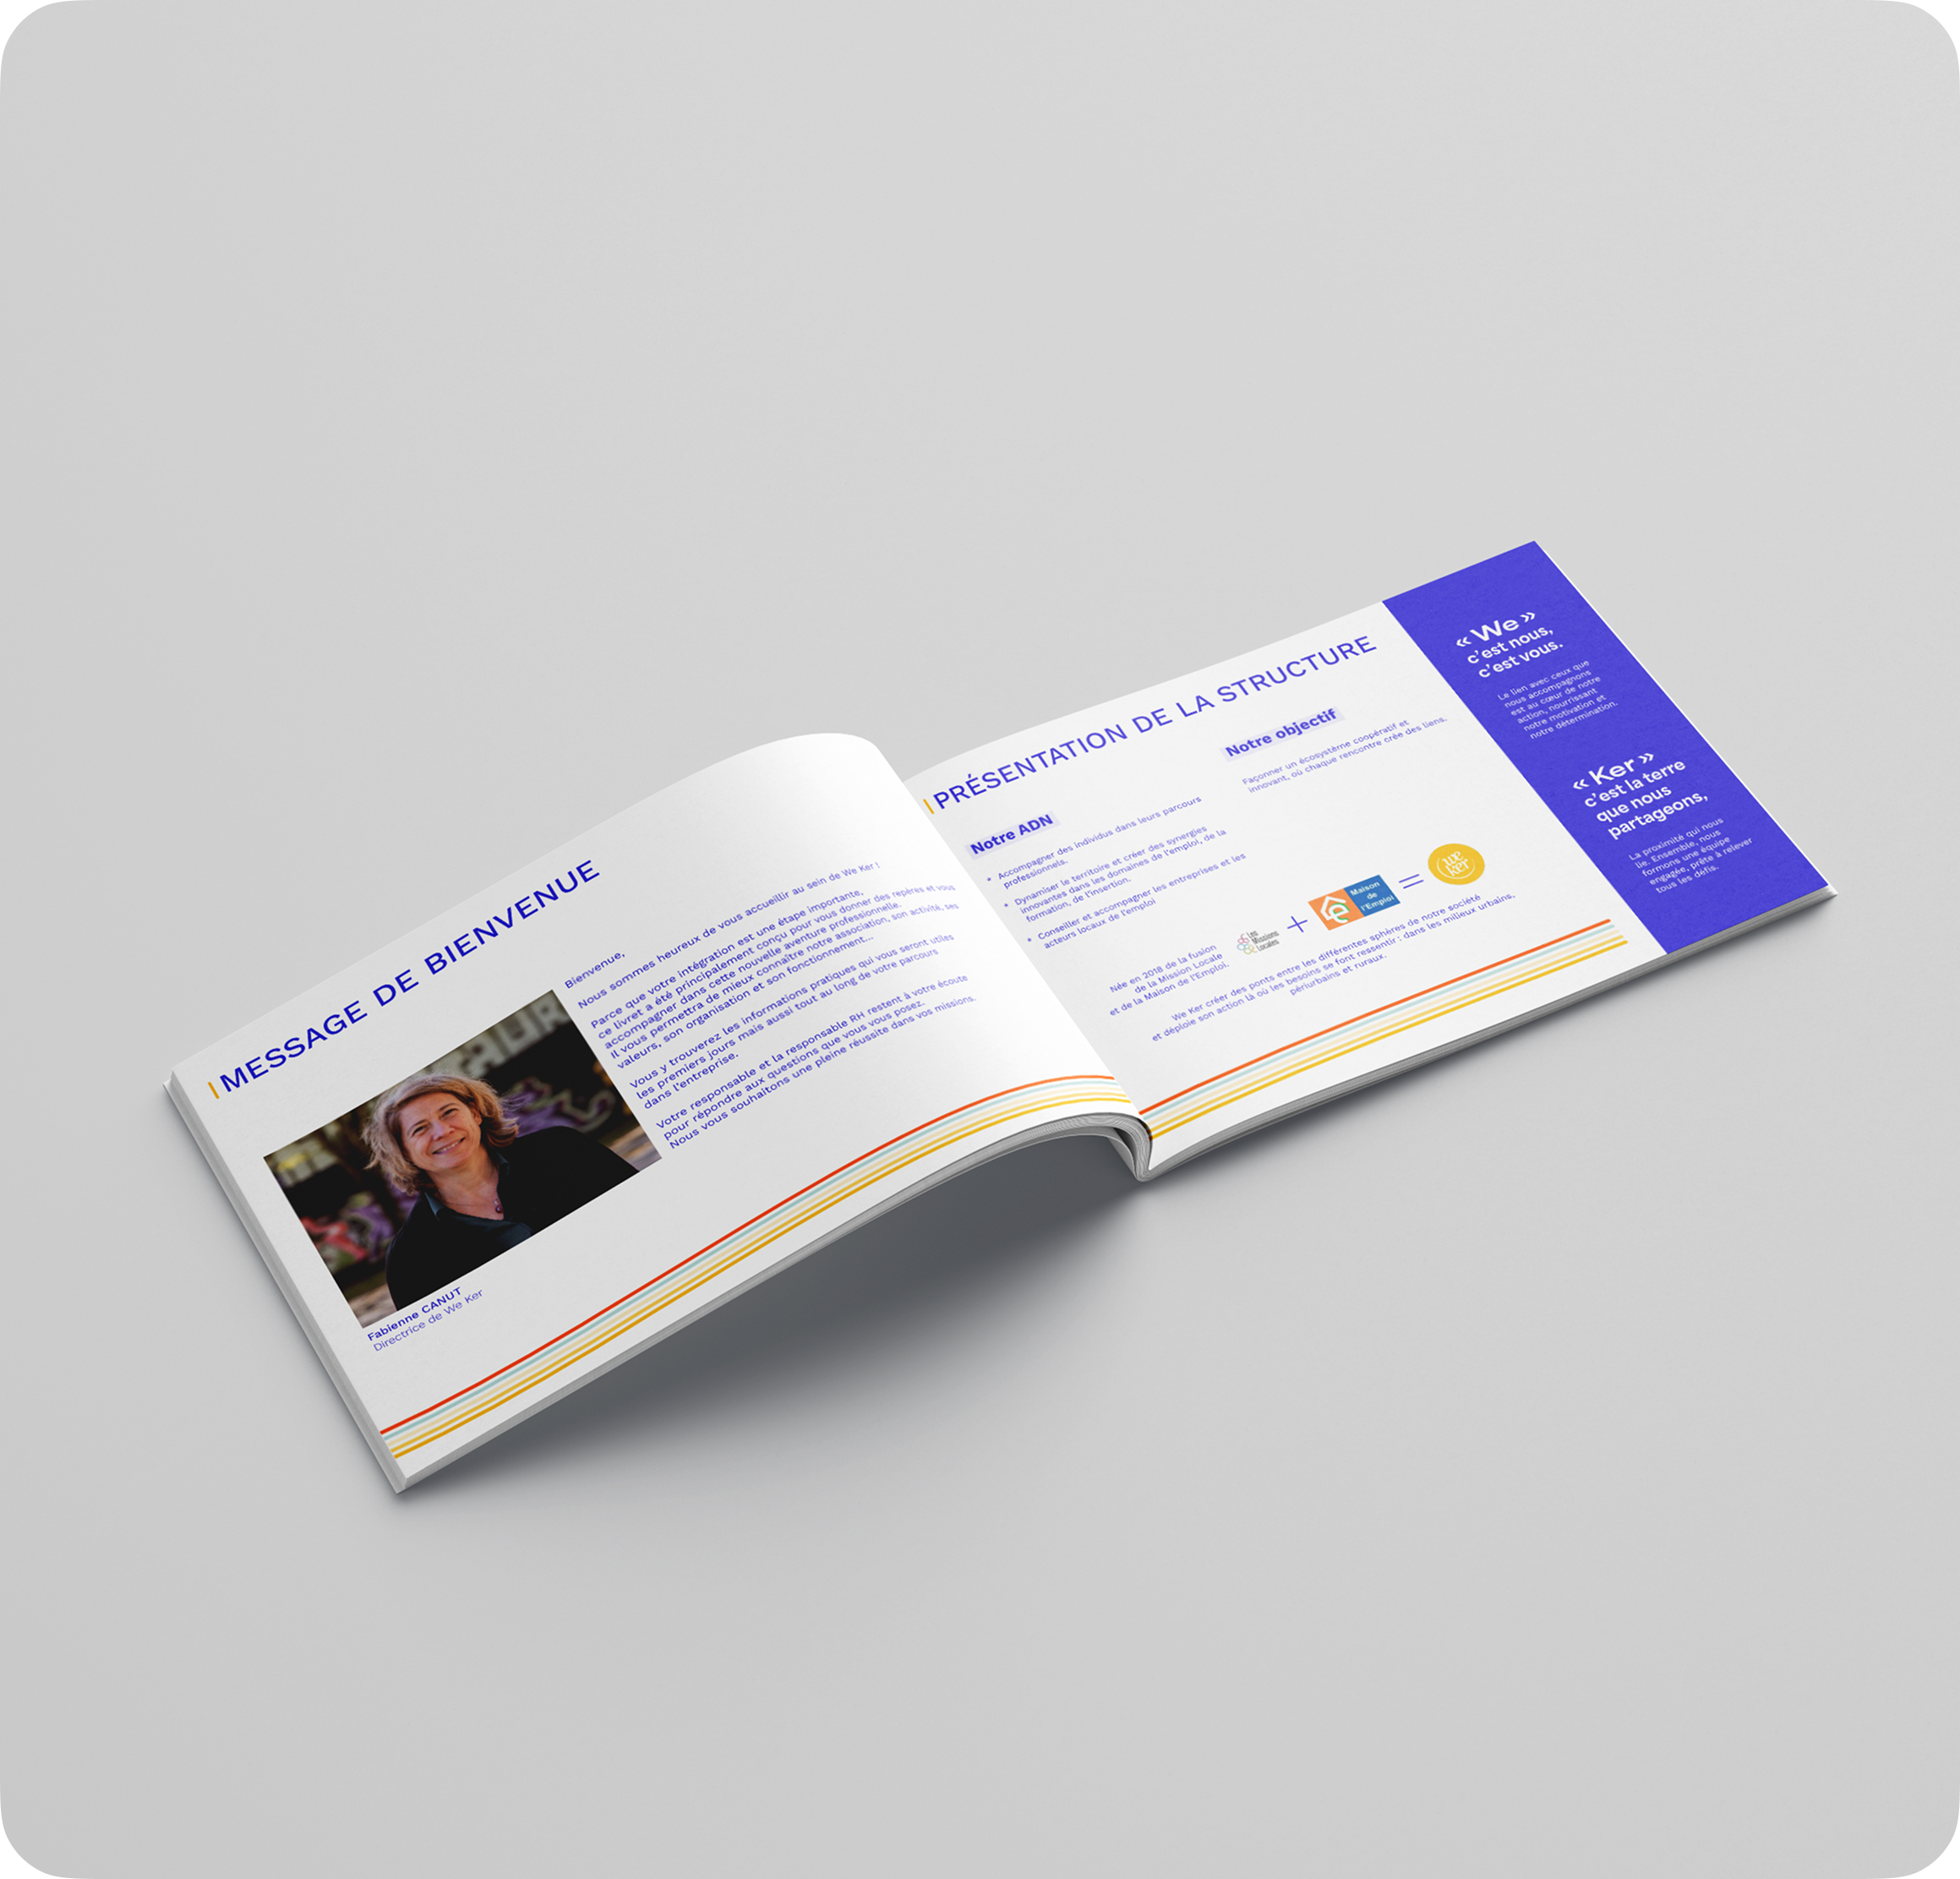 MESSAGE DE BIENVENUE
Bienvenue,
Nous sommes heureux de vous accueillir au sein de We Ker !
Parce que votre intégration est une étape importante,
ce livret a été principalement conçu pour vous donner des repères et vous
accompagner dans cette nouvelle aventure professionnelle.
Il vous permettra de mieux connaître notre association, son activité, ses
valeurs, son organisation et son fonctionnement...
Vous y trouverez les informations pratiques qui vous seront utiles
les premiers jours mais aussi tout au long de votre parcours
dans l'entreprise.
Votre responsable et la responsable RH restent à votre écoute
pour répondre aux questions que vous vous posez.
Nous vous souhaitons une pleine réussite dans vos missions.
Fabienne CANUT
Directrice de We Ker
PRÉSENTATION DE LA STRUCTURE
Notre ADN
• Accompagner des individus dans leurs parcours
professionnels.
• Dynamiser le territoire et créer des synergies
innovantes dans les domaines de l'emploi, de la
formation, de l'insertion.
• Conseiller et accompagner les entreprises et les
acteurs locaux de l'emploi
Notre objectif
Façonner un écosystème coopératif et
innovant, où chaque rencontre crée des liens.
Née en 2018 de la fusion
de la Mission Locale
et de la Maison de l'Emploi.
Les
Missions
Locales
+
e
Maison
de
l'Emploi
=
we
ker
We Ker créer des ponts entre les différentes sphères de notre société
et déploie son action là où les besoins se font ressentir : dans les milieux urbains,
périurbains et ruraux.
« We »
c'est nous,
c'est vous.
Le lien avec ceux que
nous accompagnons
est au cœur de notre
action, nourrissant
notre motivation et
notre détermination.
« Ker »
c'est la terre
que nous
partageons,
La proximité qui nous
lie. Ensemble, nous
formons une équipe
engagée, prête à relever
tous les défis.